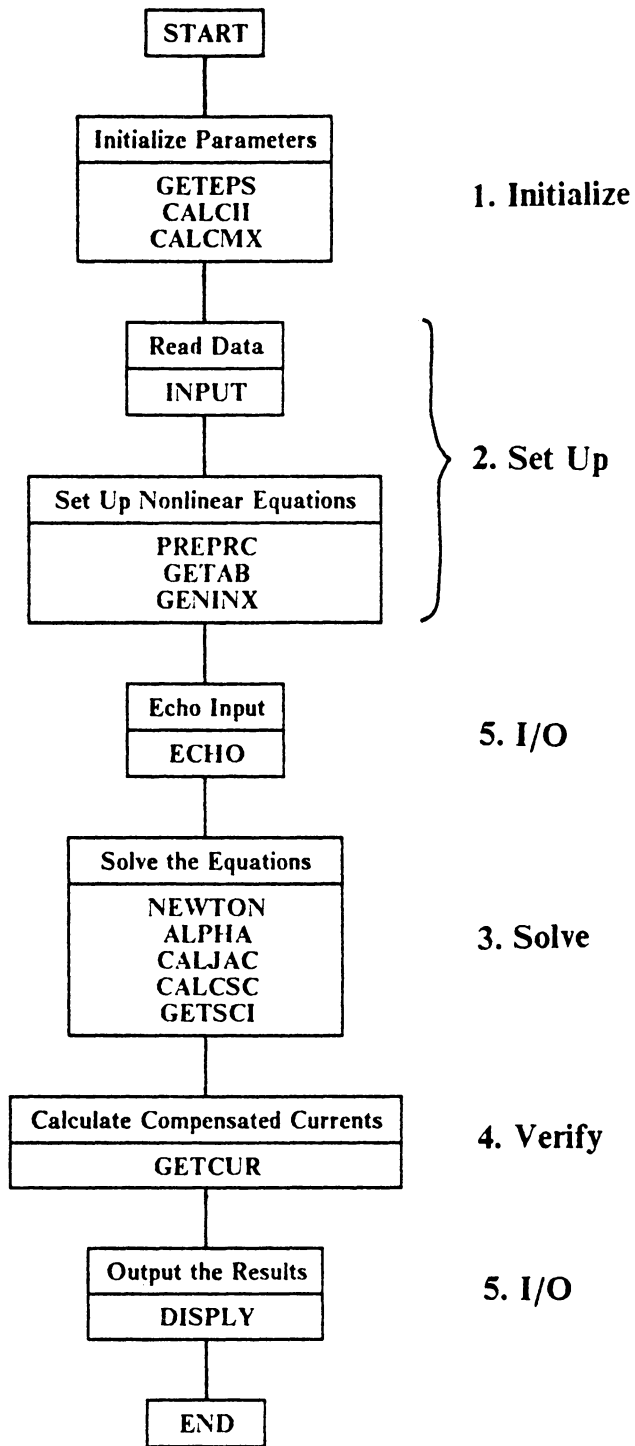 START
Initialize Parameters
GETEPS
CALCH
CALCMX
1. Initialize
Read Data
INPUT
2. Set Up
Set Up Nonlinear Equations
PREPRC
GETAB
GENINX
Echo Input
ECHO
5. I/O
Solve the Equations
NEWTON
ALPHA
CALJAC
CALCSC
GETSCI
3. Solve
Calculate Compensated Currents
GETCUR
4. Verify
Output the Results
DISPLY
5. I/O
END